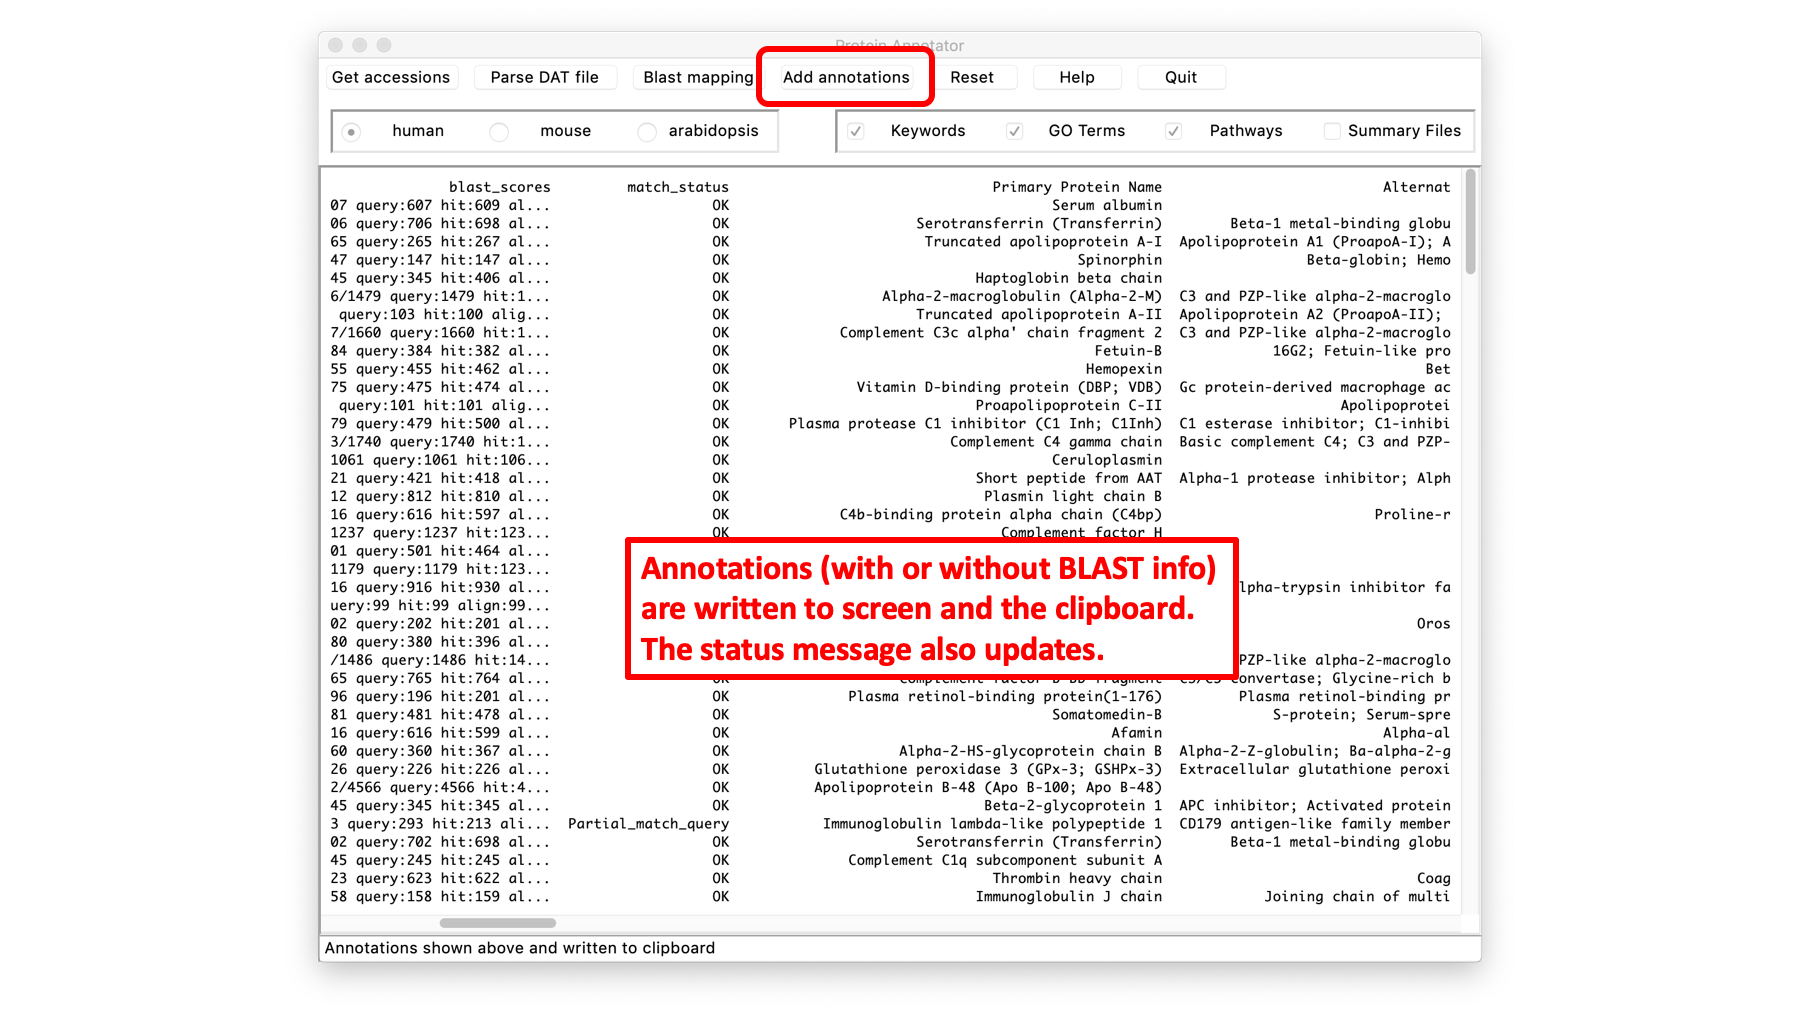 Protein Annotator
Get accessions Parse DAT file Blast mapping Add annotations Reset Help Quit
human mouse arabidopsis Keywords GO Terms Pathways Summary Files
blast_scores match_status Primary Protein Name Alternat
07 query:607 hit:609 al... OK Serum albumin
06 query:706 hit:698 al... OK Serotransferrin (Transferrin) Beta-1 metal-binding globu
65 query:265 hit:267 al... OK Truncated apolipoprotein A-I Apolipoprotein A1 (ProapoA-I); A
47 query:147 hit:147 al... OK Spinorphin Beta-globin; Hemo
45 query:345 hit:406 al... OK Haptoglobin beta chain
6/1479 query:1479 hit:1... OK Alpha-2-macroglobulin (Alpha-2-M) C3 and PZP-like alpha-2-macroglo
query:103 hit:100 alig... OK Truncated apolipoprotein A-II Apolipoprotein A2 (ProapoA-II);
7/1660 query:1660 hit:1... OK Complement C3c alpha' chain fragment 2 C3 and PZP-like alpha-2-macroglo
84 query:384 hit:382 al... OK Fetuin-B 16G2; Fetuin-like pro
55 query:455 hit:462 al... OK Hemopexin Bet
75 query:475 hit:474 al... OK Vitamin D-binding protein (DBP; VDB) Gc protein-derived macrophage ac
query:101 hit:101 alig... OK Proapolipoprotein C-II Apolipoprotei
79 query:479 hit:500 al... OK Plasma protease C1 inhibitor (C1 Inh; C1Inh) C1 esterase inhibitor; C1-inhibi
3/1740 query:1740 hit:1... OK Complement C4 gamma chain Basic complement C4; C3 and PZP-
1061 query:1061 hit:106... OK Ceruloplasmin
21 query:421 hit:418 al... OK Short peptide from AAT Alpha-1 protease inhibitor; Alph
12 query:812 hit:810 al... OK Plasmin light chain B
16 query:616 hit:597 al... OK C4b-binding protein alpha chain (C4bp) Proline-r
1237 query:1237 hit:123... OK Complement factor H
01 query:501 hit:464 al...
1179 query:1179 hit:123...
16 query:916 hit:930 al... lpha-trypsin inhibitor fa
uery:99 hit:99 align:99...
02 query:202 hit:201 al... Oros
80 query:380 hit:396 al...
/1486 query:1486 hit:14... PZP-like alpha-2-macroglo
65 query:765 hit:764 al... OK Complement factor B Bb fragment C3/C5 convertase; Glycine-rich b
96 query:196 hit:201 al... OK Plasma retinol-binding protein(1-176) Plasma retinol-binding pr
81 query:481 hit:478 al... OK Somatomedin-B S-protein; Serum-spre
16 query:616 hit:599 al... OK Afamin Alpha-al
60 query:360 hit:367 al... OK Alpha-2-HS-glycoprotein chain B Alpha-2-Z-globulin; Ba-alpha-2-g
26 query:226 hit:226 al... OK Glutathione peroxidase 3 (GPx-3; GSHPx-3) Extracellular glutathione peroxi
2/4566 query:4566 hit:4... OK Apolipoprotein B-48 (Apo B-100; Apo B-48)
45 query:345 hit:345 al... OK Beta-2-glycoprotein 1 APC inhibitor; Activated protein
3 query:293 hit:213 ali... Partial_match_query Immunoglobulin lambda-like polypeptide 1 CD179 antigen-like family member
02 query:702 hit:698 al... OK Serotransferrin (Transferrin) Beta-1 metal-binding globu
45 query:245 hit:245 al... OK Complement C1q subcomponent subunit A
23 query:623 hit:622 al... OK Thrombin heavy chain Coag
58 query:158 hit:159 al... OK Immunoglobulin J chain Joining chain of multi
Annotations (with or without BLAST info)
are written to screen and the clipboard.
The status message also updates.
Annotations shown above and written to clipboard